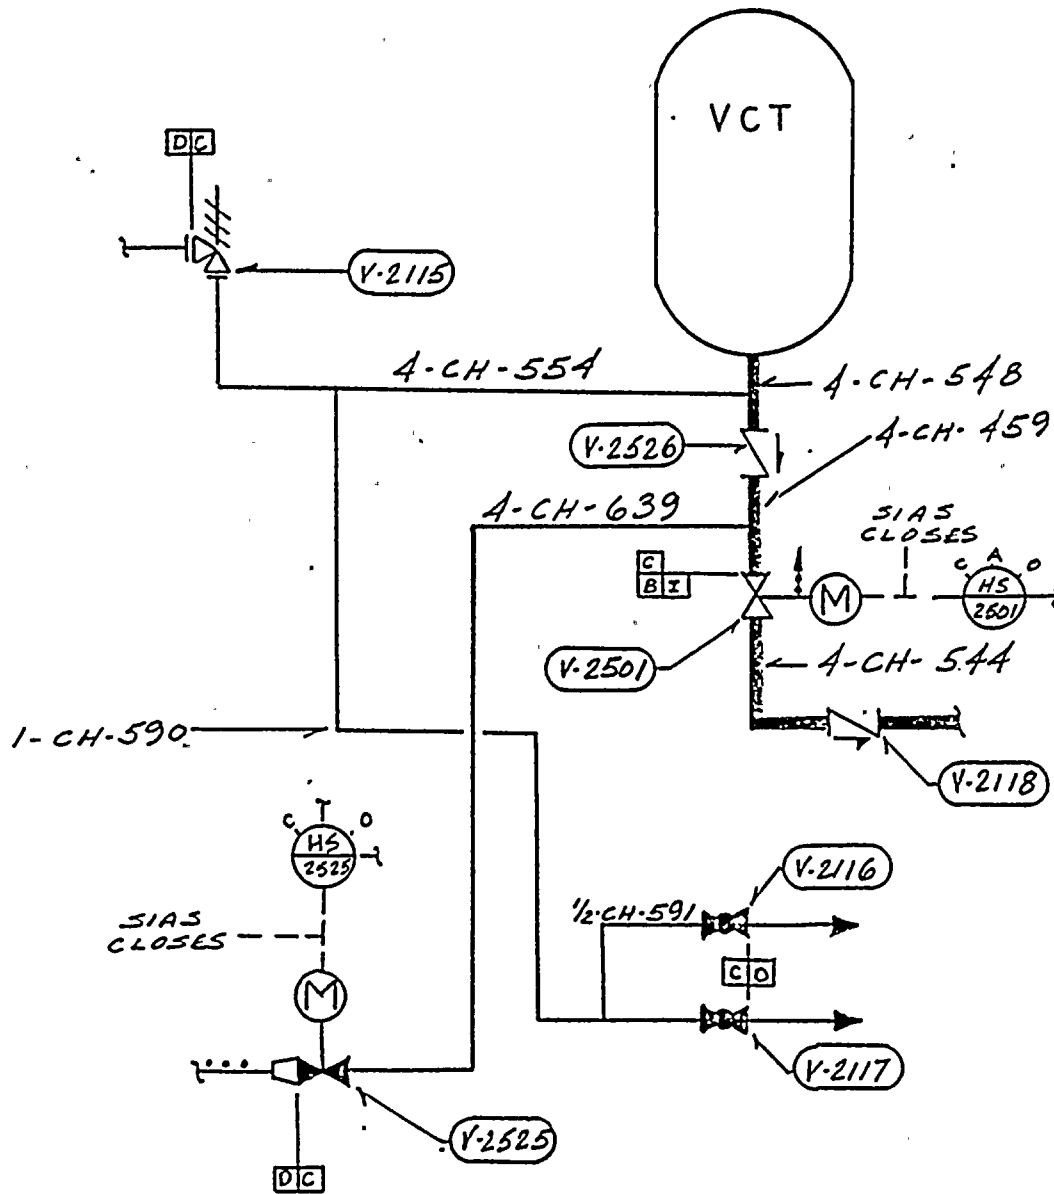 VCT
D C
V-2115
4-CH-554
4-CH-548
V-2526
4-CH-459
4-CH-639
SIAS
CLOSES
C
B I
M
C A O
HS
2501
V-2501
4-CH-544
1-CH-590
V-2118
C O
HS
2525
V-2116
1/2-CH-591
SIAS
CLOSES
C O
M
V-2117
V-2525
D C